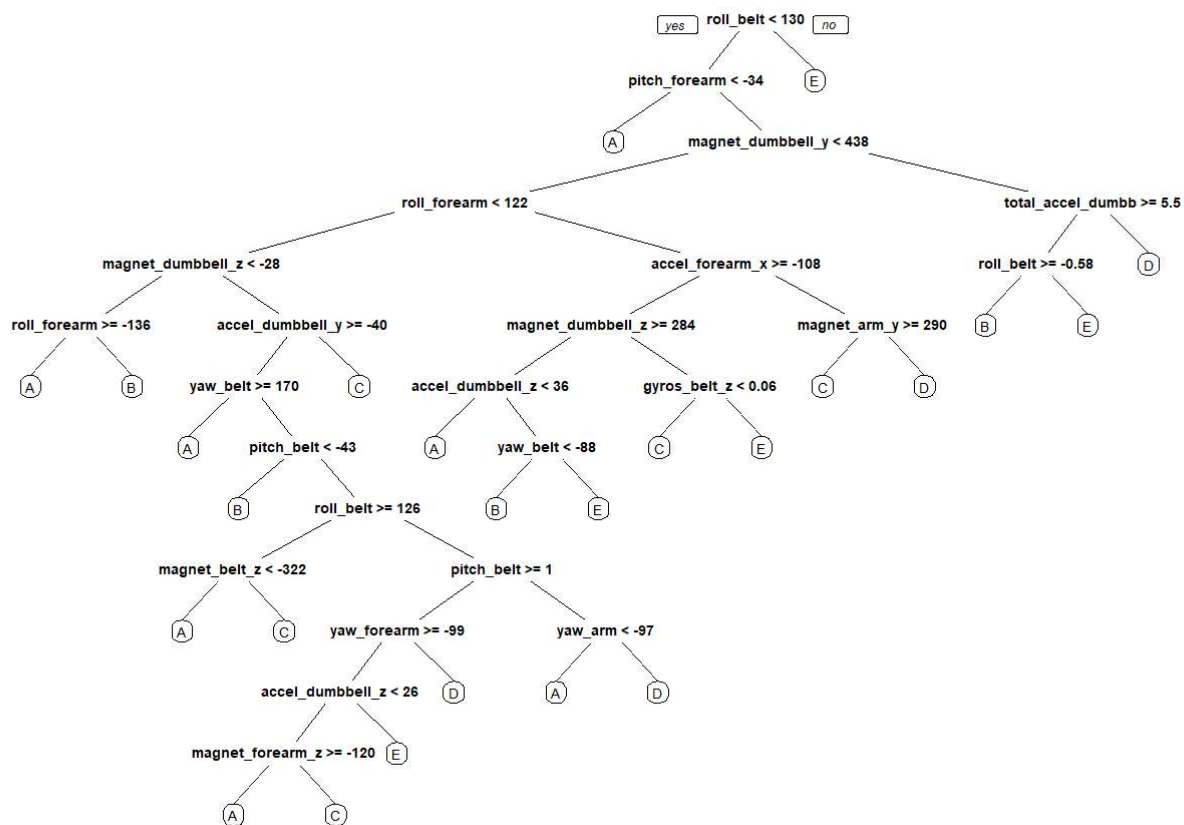 yes roll_belt < 130 no
pitch_forearm < -34 E
A magnet_dumbbell_y < 438
roll_forearm < 122 total_accel_dumbb >= 5.5
magnet_dumbbell_z < -28 accel_forearm_x >= -108 roll_belt >= -0.58 D
roll_forearm >= -136 accel_dumbbell_y >= -40 magnet_dumbbell_z >= 284 magnet_arm_y >= 290 B E
A B yaw_belt >= 170 C accel_dumbbell_z < 36 gyros_belt_z < 0.06 C D
A pitch_belt < -43 A yaw_belt < -88 C E
B roll_belt >= 126 B E
magnet_belt_z < -322 pitch_belt >= 1
A C yaw_forearm >= -99 yaw_arm < -97
accel_dumbbell_z < 26 D A D
magnet_forearm_z >= -120 E
A C